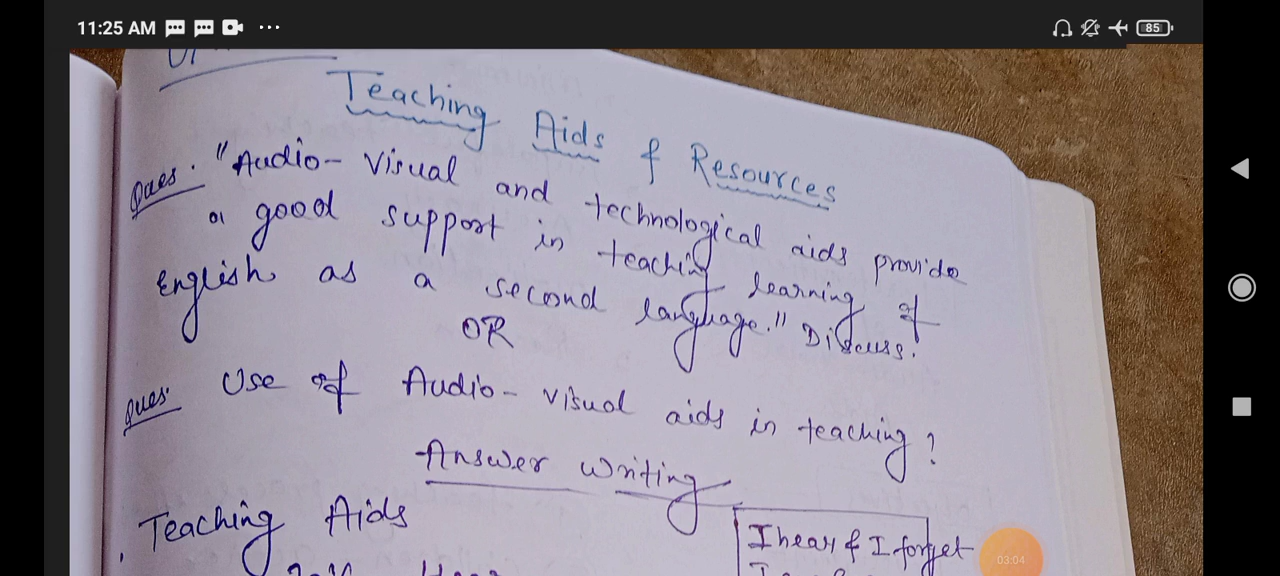 11:25 AM
85
Teaching Aids & Resources
Ques. "Audio-Visual and technological aids provide
a good support in teaching learning of
English as a second language." Discuss.
OR
Ques. Use of Audio-visual aids in teaching?
Answer Writing
Teaching Aids
I hear & I forget
03:04